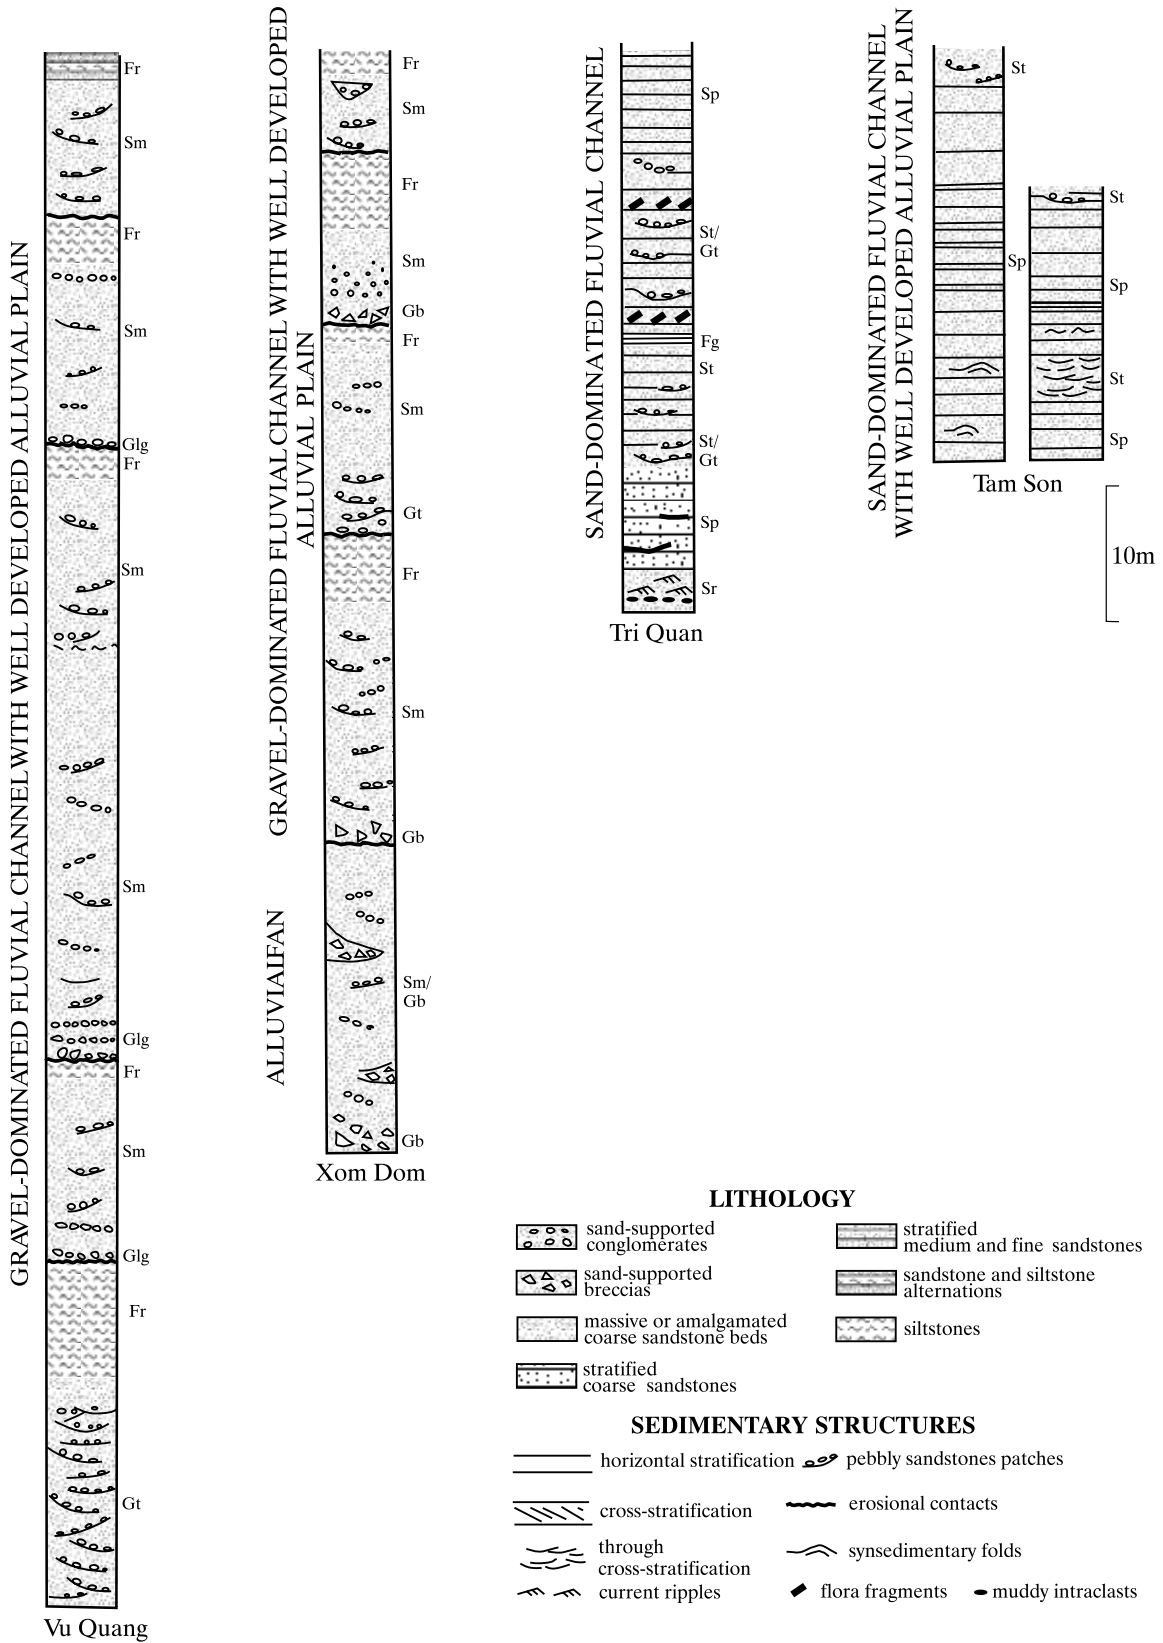 GRAVEL-DOMINATED FLUVIAL CHANNELWITH WELL DEVELOPED ALLUVIAL PLAIN
Fr
Sm
Fr
Sm
Glg
Fr
Sm
Sm
Glg
Fr
Sm
Glg
Fr
Gt
Vu Quang
GRAVEL-DOMINATED FLUVIAL CHANNEL WITH WELL DEVELOPED
ALLUVIAL PLAIN
ALLUVIAIFAN
Fr
Sm
Fr
Sm
Gb
Fr
Sm
Gt
Fr
Sm
Gb
Sm/
Gb
Gb
Xom Dom
SAND-DOMINATED FLUVIAL CHANNEL
Sp
St/
Gt
Fg
St
St/
Gt
Sp
Sr
Tri Quan
SAND-DOMINATED FLUVIAL CHANNEL
WITH WELL DEVELOPED ALLUVIAL PLAIN
St
Sp
St
Sp
St
Sp
Tam Son
10m
LITHOLOGY
sand-supported
conglomerates
sand-supported
breccias
massive or amalgamated
coarse sandstone beds
stratified
coarse sandstones
stratified
medium and fine sandstones
sandstone and siltstone
alternations
siltstones
SEDIMENTARY STRUCTURES
horizontal stratification
pebbly sandstones patches
cross-stratification
erosional contacts
through
cross-stratification
synsedimentary folds
current ripples
flora fragments
muddy intraclasts